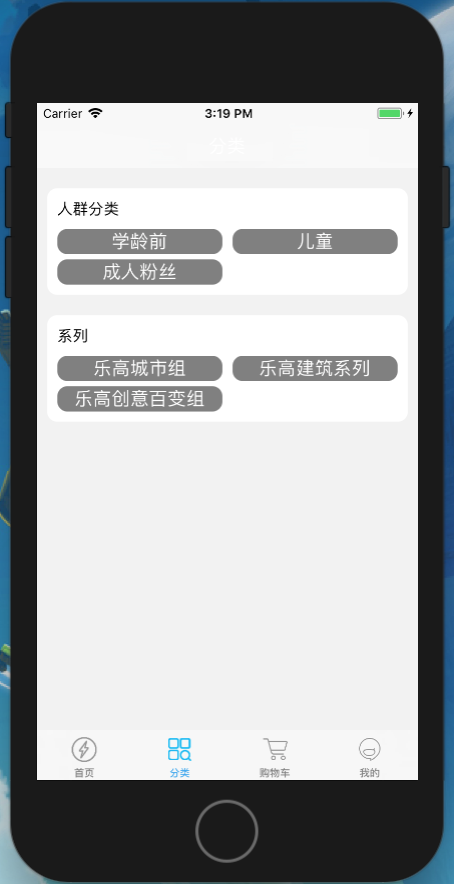 Carrier 3:19 PM
分类
人群分类
学龄前 儿童
成人粉丝
系列
乐高城市组 乐高建筑系列
乐高创意百变组
首页 分类 购物车 我的